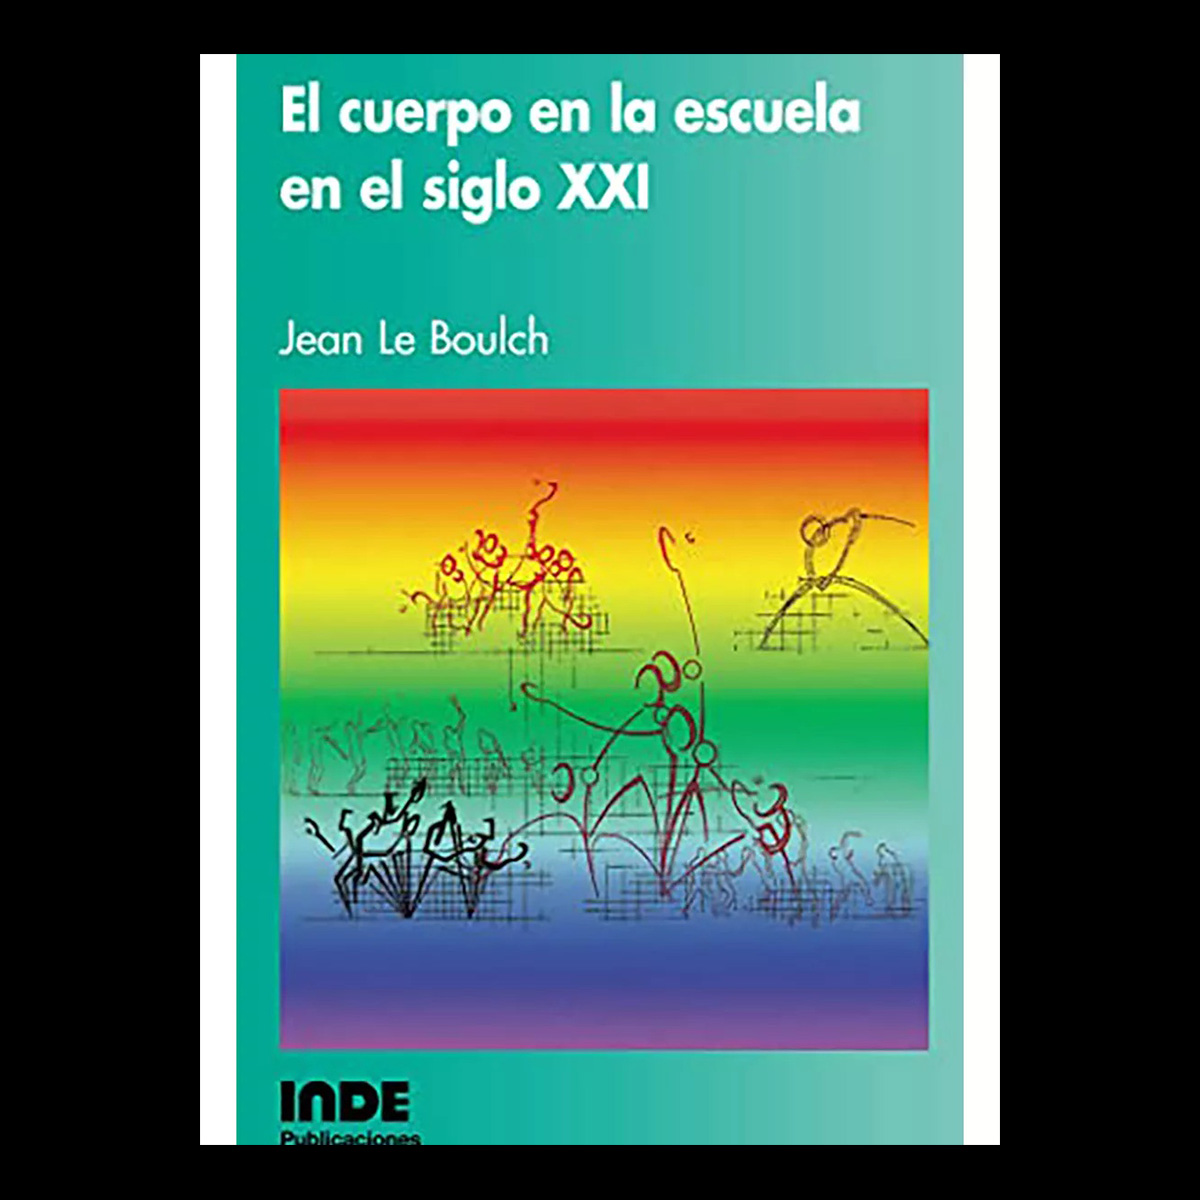 El cuerpo en la escuela
en el siglo XXI
Jean Le Boulch
INDE
Publicaciones